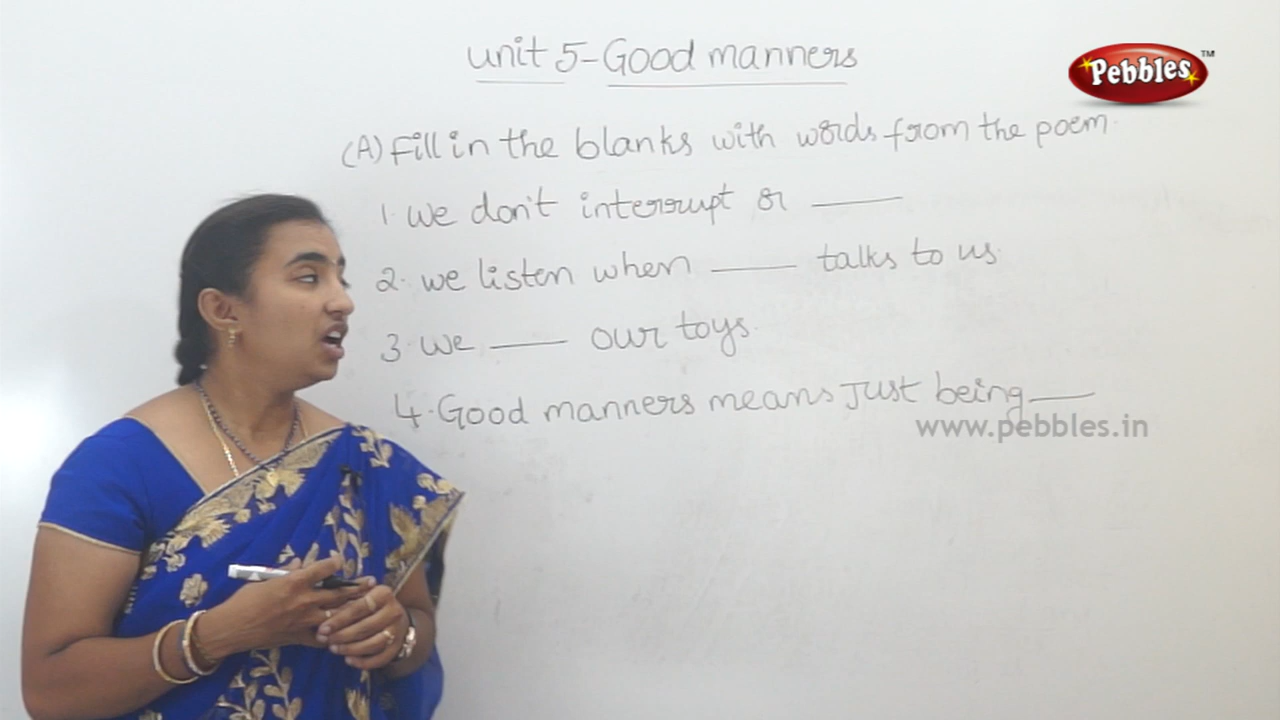 unit 5-Good manners
Pebbles™
(A) Fill in the blanks with words from the poem.
1. We don't interrupt or ____
2. we listen when ____ talks to us.
3. we ____ our toys.
4. Good manners means Just being ____
www.pebbles.in